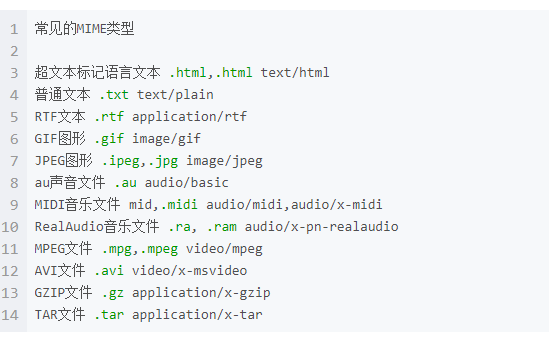 1 常见的MIME类型
2
3 超文本标记语言文本 .html,.html text/html
4 普通文本 .txt text/plain
5 RTF文本 .rtf application/rtf
6 GIF图形 .gif image/gif
7 JPEG图形 .ipeg,.jpg image/jpeg
8 au声音文件 .au audio/basic
9 MIDI音乐文件 mid,.midi audio/midi,audio/x-midi
10 RealAudio音乐文件 .ra, .ram audio/x-pn-realaudio
11 MPEG文件 .mpg,.mpeg video/mpeg
12 AVI文件 .avi video/x-msvideo
13 GZIP文件 .gz application/x-gzip
14 TAR文件 .tar application/x-tar